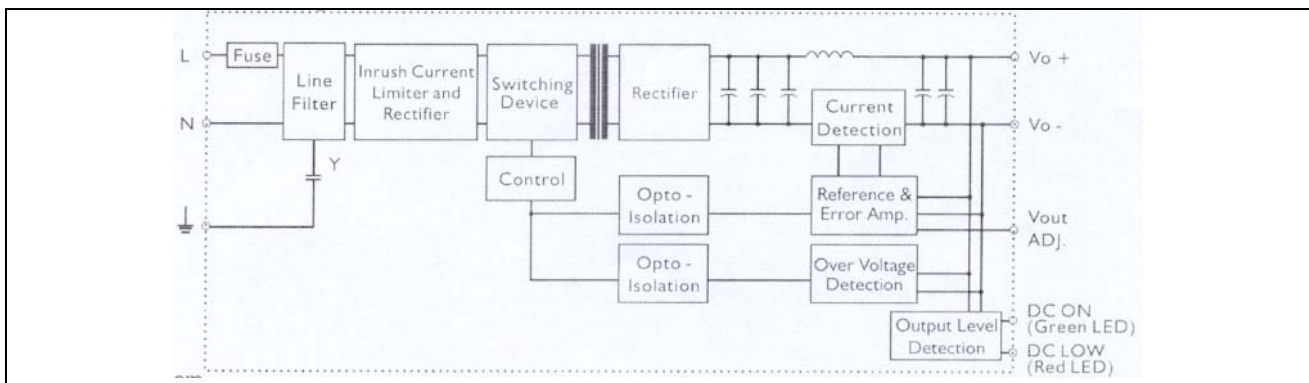 L
Fuse
Line
Filter
Inrush Current
Limiter and
Rectifier
Switching
Device
Rectifier
Current
Detection
Vo +
N
Vo -
Y
Control
Opto -
Isolation
Reference &
Error Amp.
Vout
ADJ.
Opto -
Isolation
Over Voltage
Detection
Output Level
Detection
DC ON
(Green LED)
DC LOW
(Red LED)